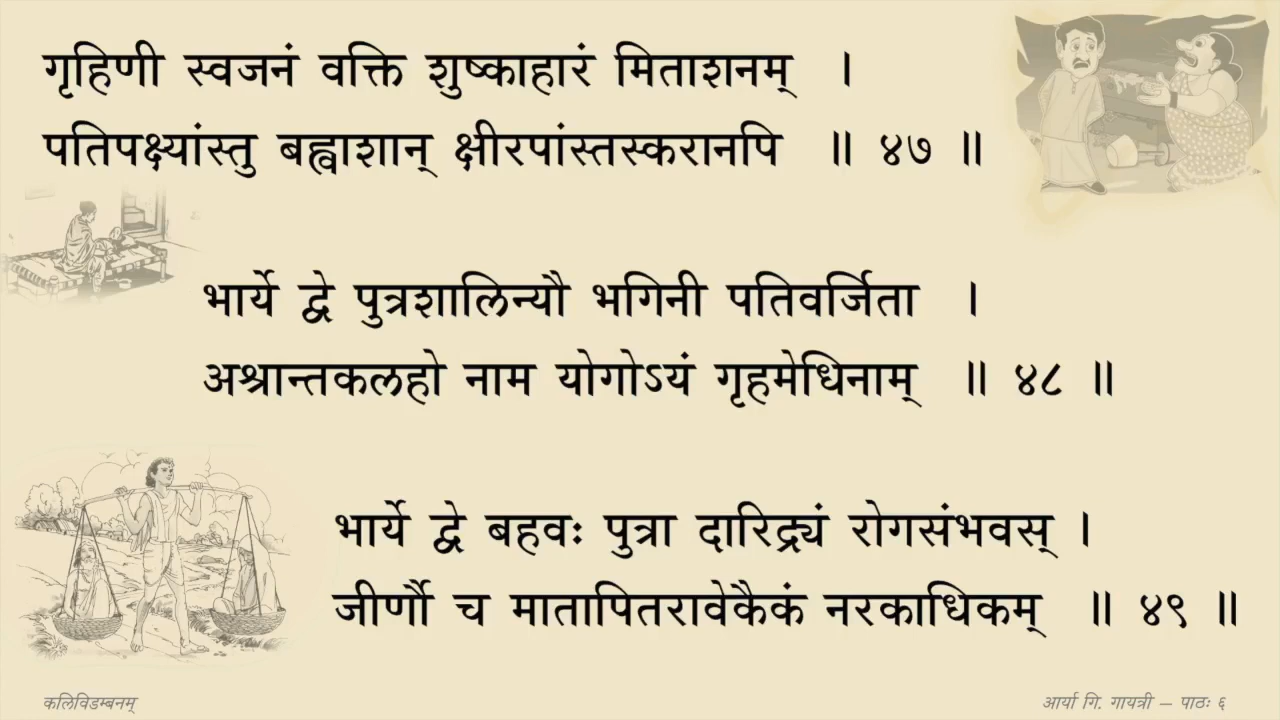 गृहिणी स्वजनं वक्ति शुष्काहारं मिताशनम् ।
पतिपक्ष्यांस्तु बह्वाशान् क्षीरपांस्तस्करानपि ॥ ४७ ॥
भार्ये द्वे पुत्रशालिन्यौ भगिनी पतिवर्जिता ।
अश्रान्तकलहो नाम योगोऽयं गृहमेधिनाम् ॥ ४८ ॥
भार्ये द्वे बहवः पुत्रा दारिद्र्यं रोगसंभवस् ।
जीर्णौ च मातापितरावेकैकं नरकाधिकम् ॥ ४९ ॥
कलिविडम्बनम्
आर्या गि. गायत्री – पाठः ६